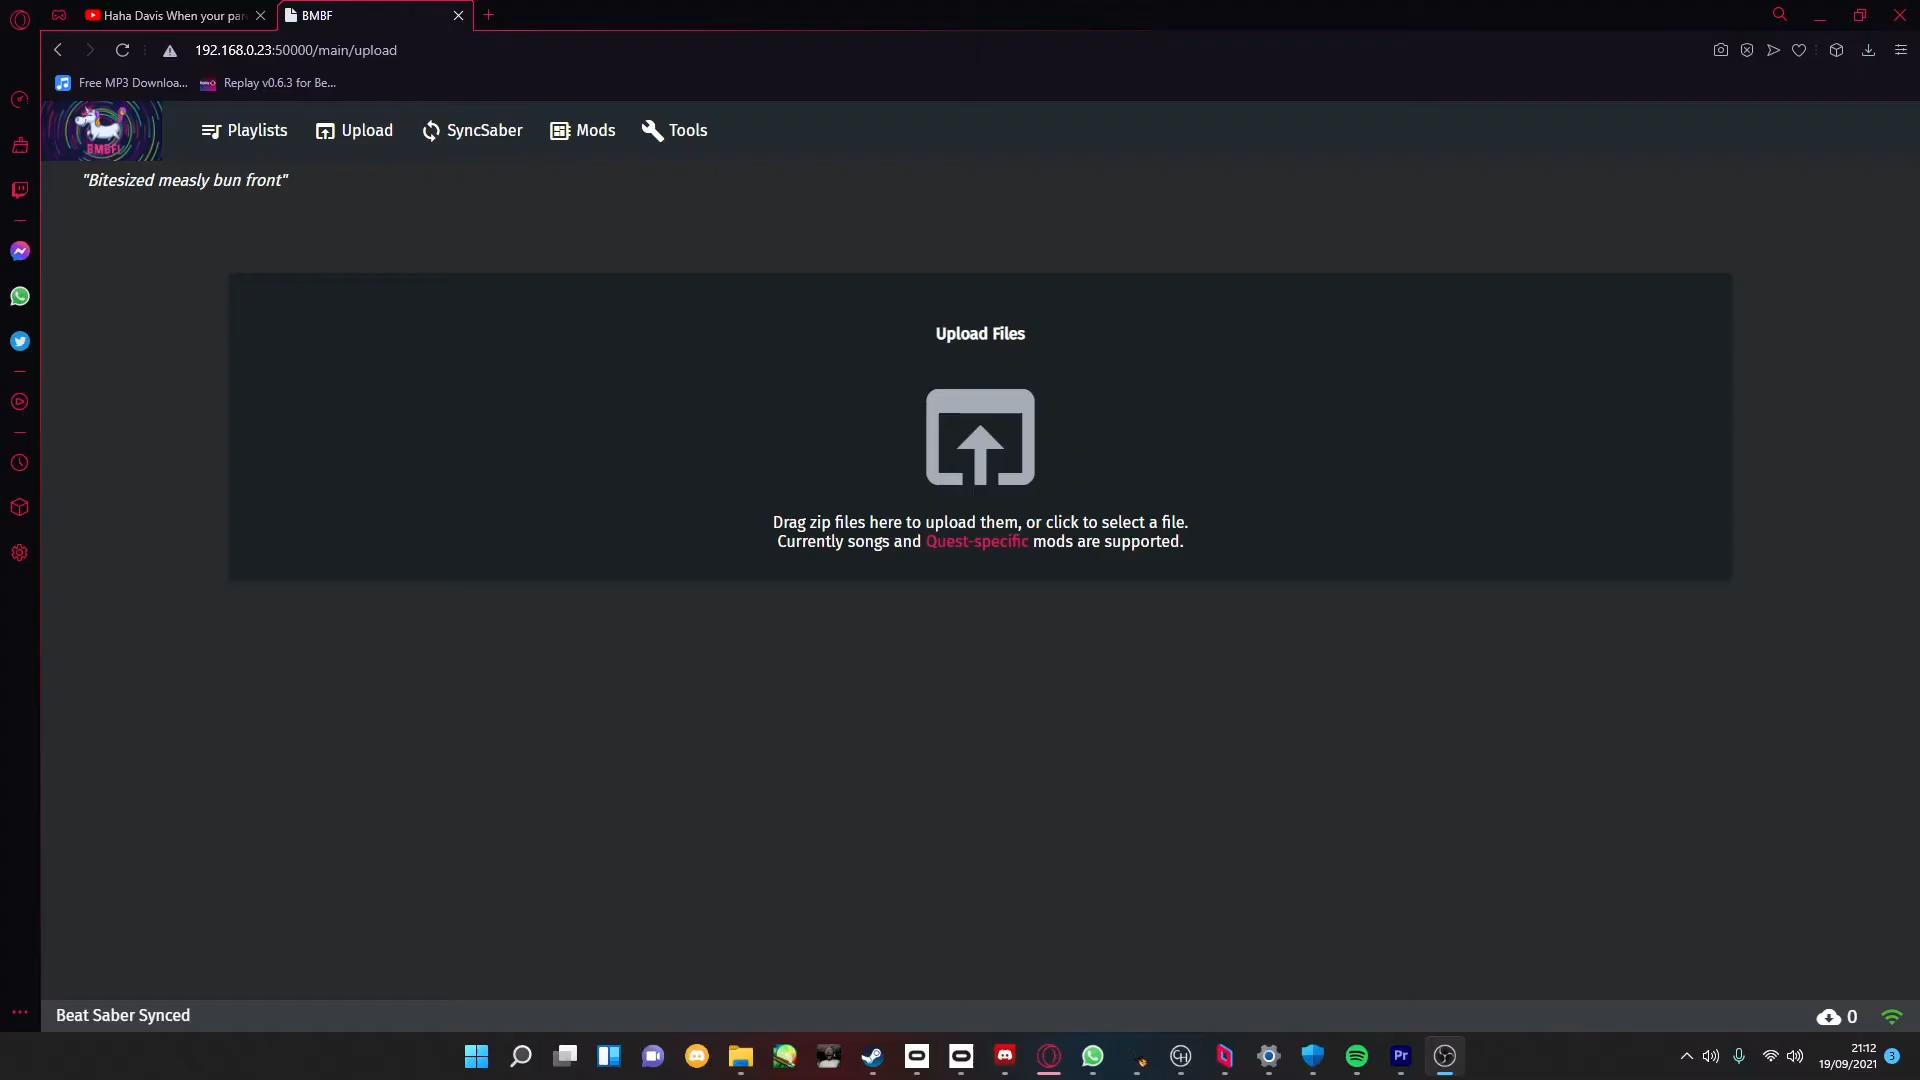 Haha Davis When your par
BMBF
192.168.0.23:50000/main/upload
Free MP3 Downloa...
Replay v0.6.3 for Be...
BMBF!
Playlists
Upload
SyncSaber
Mods
Tools
"Bitesized measly bun front"
Upload Files
Drag zip files here to upload them, or click to select a file.
Currently songs and Quest-specific mods are supported.
Beat Saber Synced
0
Pr
21:12
19/09/2021
3